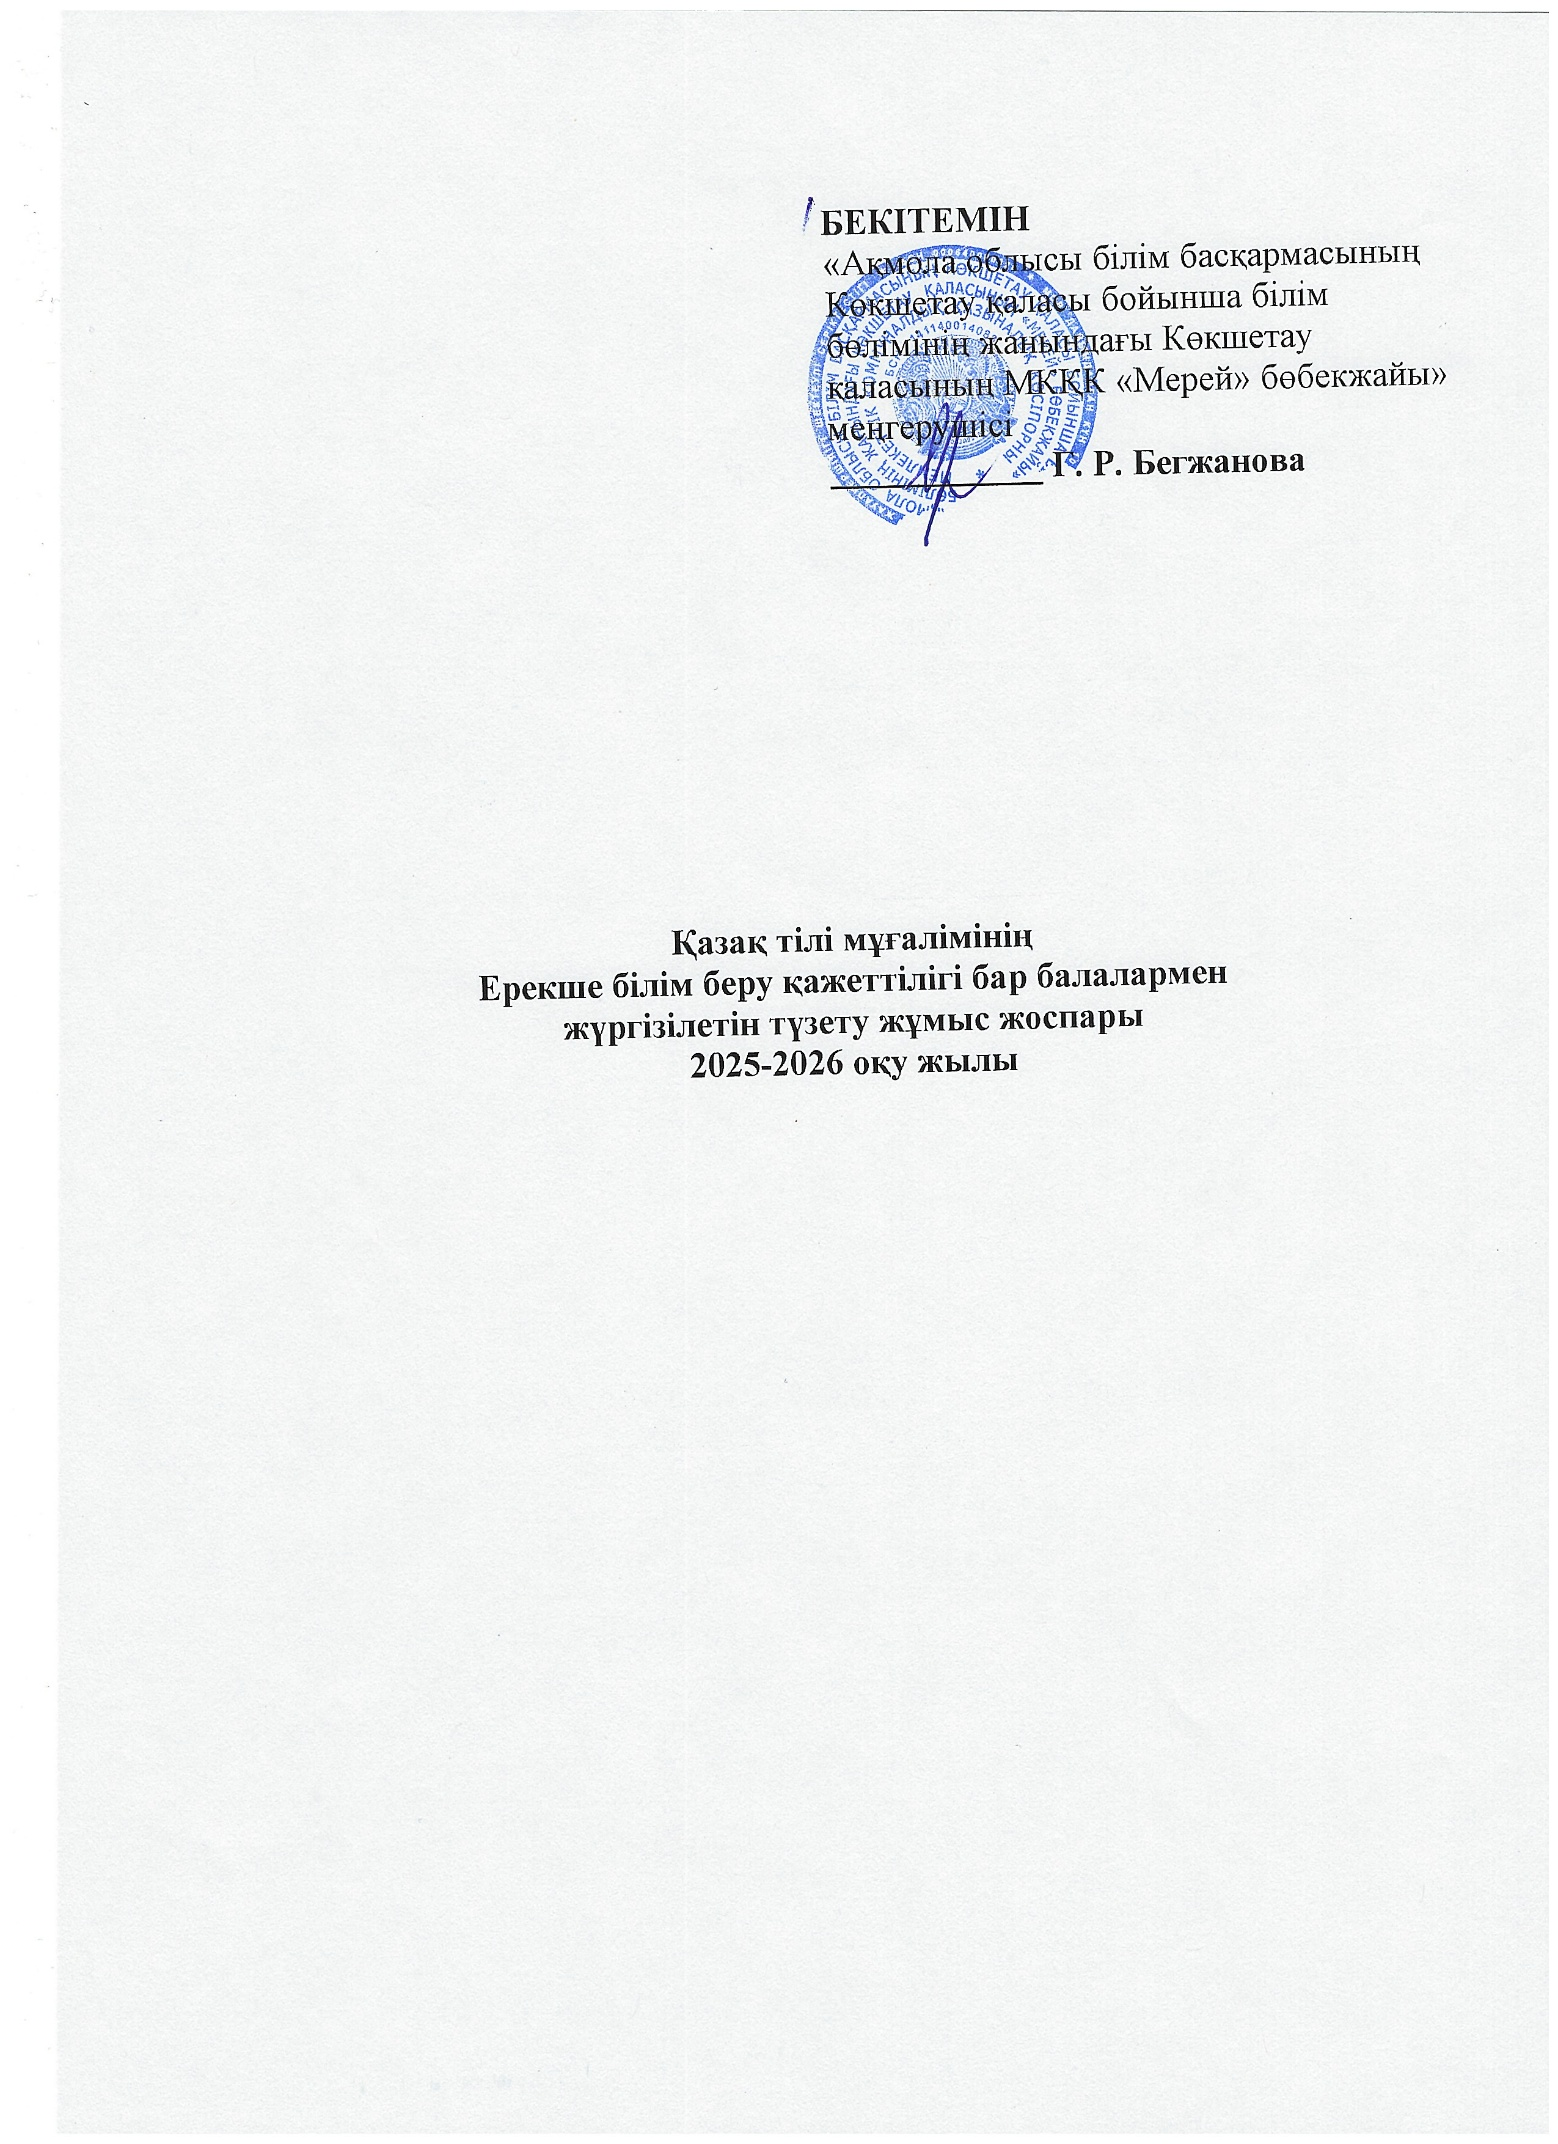 БЕКІТЕМІН
«Ақмола облысы білім басқармасының
Көкшетау қаласы бойынша білім
бөлімінің жанындағы Көкшетау
қаласының МКҚК «Мерей» бөбекжайы»
меңгерушісі
Г. Р. Бегжанова
Қазақ тілі мұғалімінің
Ерекше білім беру қажеттілігі бар балалармен
жүргізілетін түзету жұмыс жоспары
2025-2026 оқу жылы